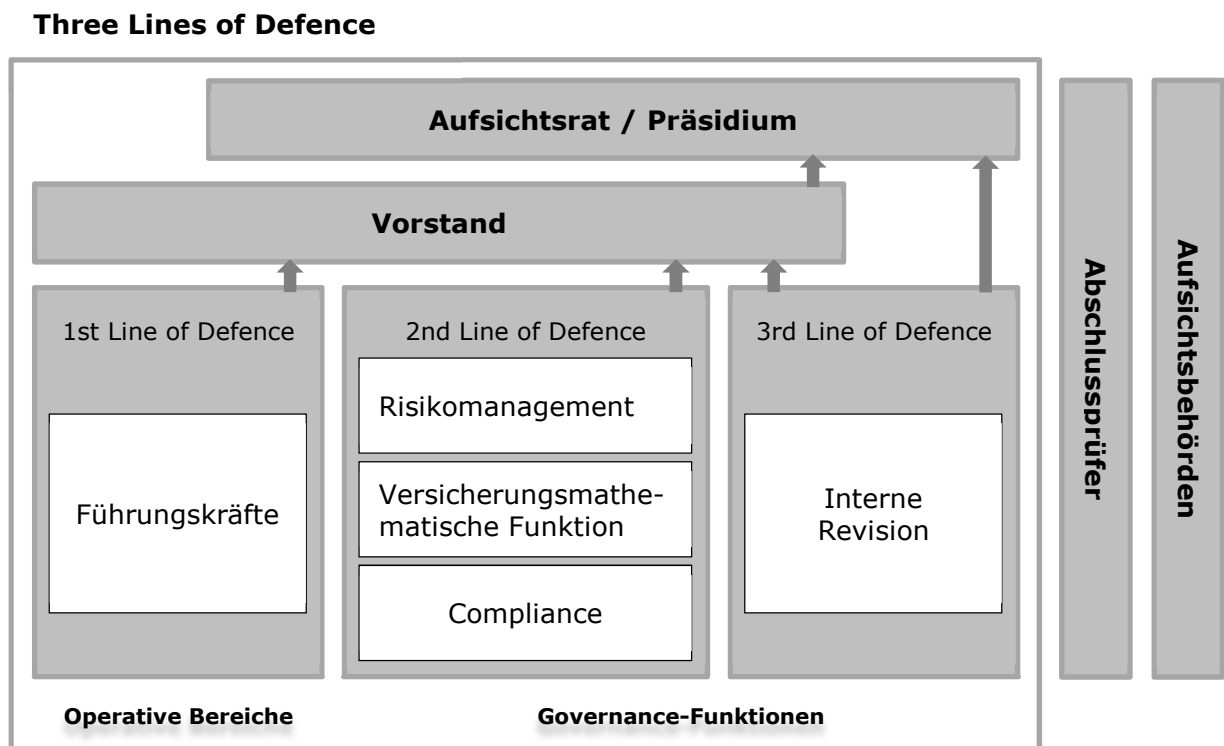 Three Lines of Defence
Aufsichtsrat / Präsidium
Vorstand
1st Line of Defence
Führungskräfte
2nd Line of Defence
Risikomanagement
Versicherungsmathe-
matische Funktion
Compliance
3rd Line of Defence
Interne
Revision
Operative Bereiche
Governance-Funktionen
Abschlussprüfer
Aufsichtsbehörden